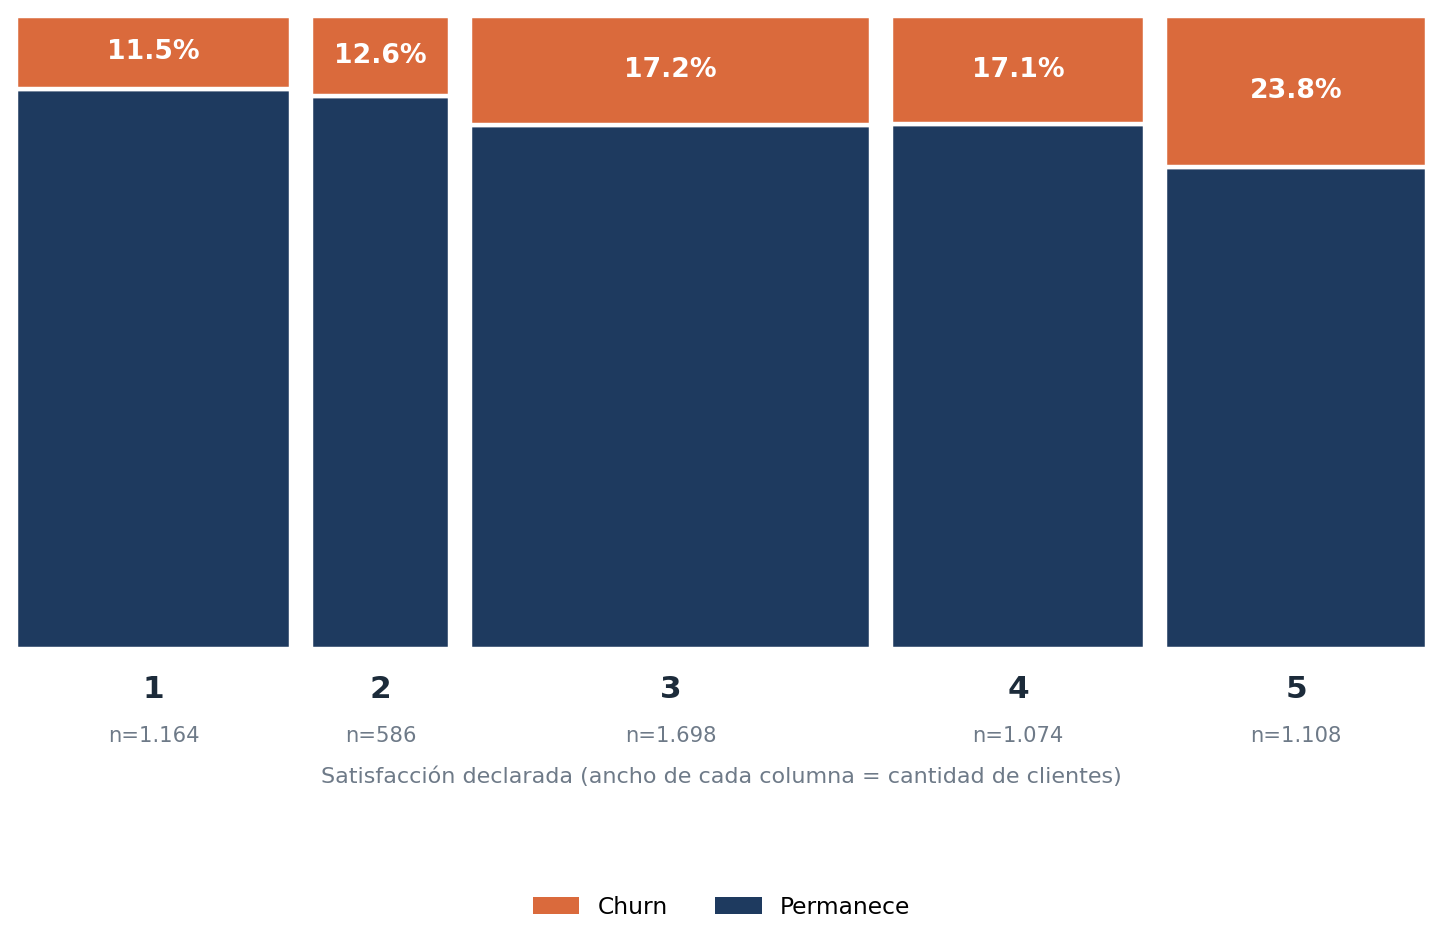 11.5% 12.6% 17.2% 17.1% 23.8%
1 2 3 4 5
n=1.164 n=586 n=1.698 n=1.074 n=1.108
Satisfacción declarada (ancho de cada columna = cantidad de clientes)
Churn Permanece